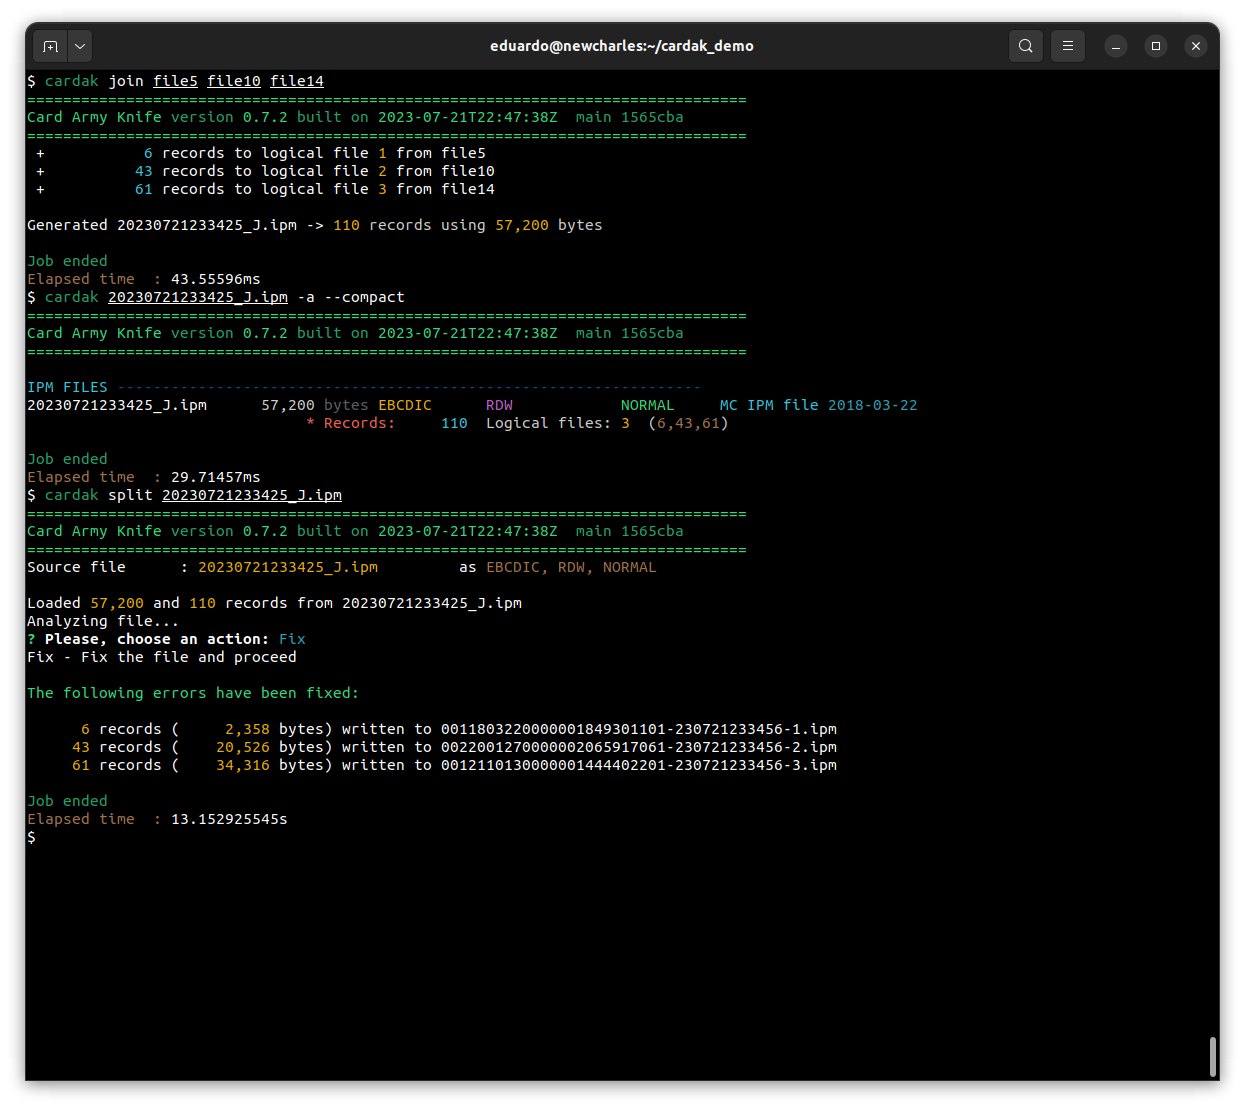 eduardo@newcharles:~/cardak_demo
$ cardak join file5 file10 file14
================================================================================
Card Army Knife version 0.7.2 built on 2023-07-21T22:47:38Z  main 1565cba
================================================================================
 +           6 records to logical file 1 from file5
 +          43 records to logical file 2 from file10
 +          61 records to logical file 3 from file14
Generated 20230721233425_J.ipm -> 110 records using 57,200 bytes
Job ended
Elapsed time  : 43.55596ms
$ cardak 20230721233425_J.ipm -a --compact
================================================================================
Card Army Knife version 0.7.2 built on 2023-07-21T22:47:38Z  main 1565cba
================================================================================
IPM FILES -----------------------------------------------------------------
20230721233425_J.ipm      57,200 bytes EBCDIC      RDW            NORMAL     MC IPM file 2018-03-22
                               * Records:     110  Logical files: 3  (6,43,61)
Job ended
Elapsed time  : 29.71457ms
$ cardak split 20230721233425_J.ipm
================================================================================
Card Army Knife version 0.7.2 built on 2023-07-21T22:47:38Z  main 1565cba
================================================================================
Source file      : 20230721233425_J.ipm         as EBCDIC, RDW, NORMAL
Loaded 57,200 and 110 records from 20230721233425_J.ipm
Analyzing file...
? Please, choose an action: Fix
Fix - Fix the file and proceed
The following errors have been fixed:
      6 records (     2,358 bytes) written to 0011803220000001849301101-230721233456-1.ipm
     43 records (    20,526 bytes) written to 0022001270000002065917061-230721233456-2.ipm
     61 records (    34,316 bytes) written to 0012110130000001444402201-230721233456-3.ipm
Job ended
Elapsed time  : 13.152925545s
$